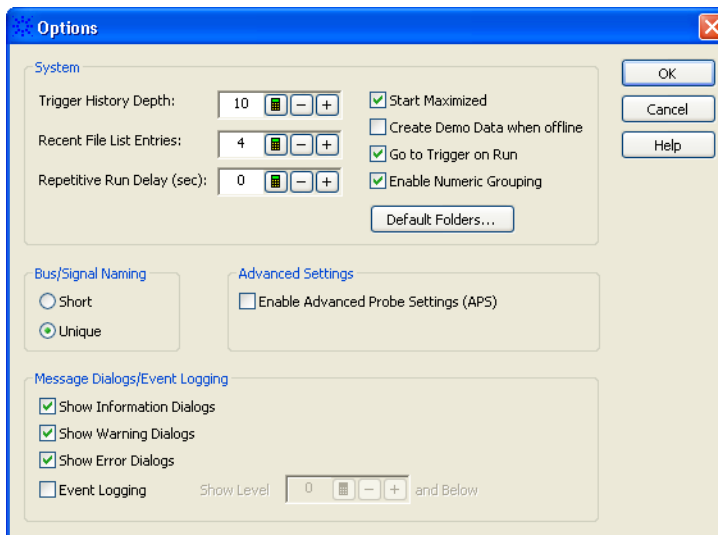 Options
System
Trigger History Depth: 10
Recent File List Entries: 4
Repetitive Run Delay (sec): 0
Start Maximized
Create Demo Data when offline
Go to Trigger on Run
Enable Numeric Grouping
Default Folders...
OK
Cancel
Help
Bus/Signal Naming
Short
Unique
Advanced Settings
Enable Advanced Probe Settings (APS)
Message Dialogs/Event Logging
Show Information Dialogs
Show Warning Dialogs
Show Error Dialogs
Event Logging Show Level 0 and Below